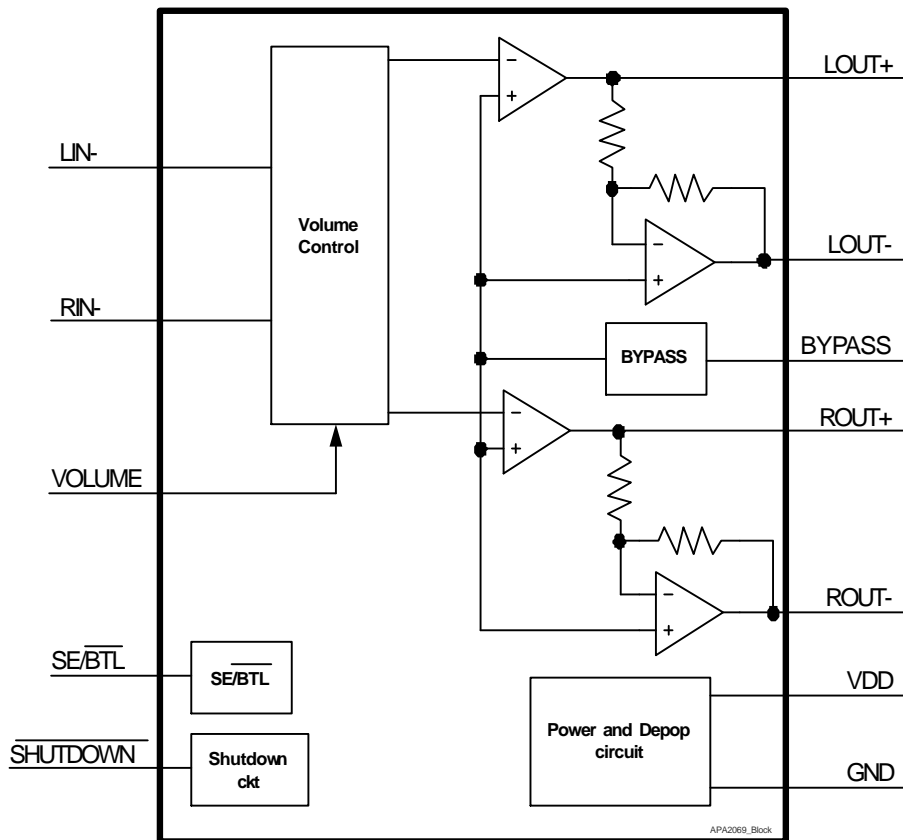 LOUT+
LIN-
Volume
Control
LOUT-
RIN-
BYPASS
BYPASS
ROUT+
VOLUME
ROUT-
SE/BTL
SE/BTL
VDD
SHUTDOWN
Shutdown
ckt
Power and Depop
circuit
GND
APA2069_Block
−
+
−
+
−
+
−
+